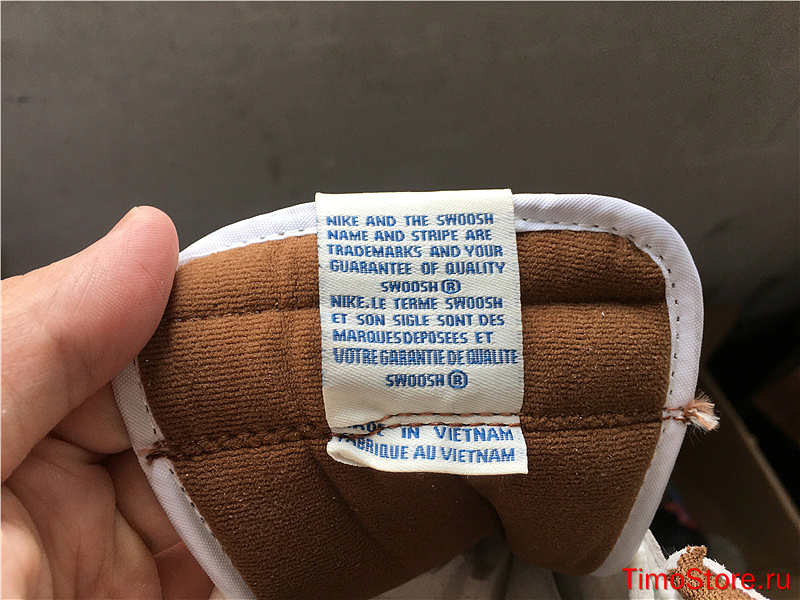 NIKE AND THE SWOOSH
NAME AND STRIPE ARE
TRADEMARKS AND YOUR
GUARANTEE OF QUALITY
SWOOSH ®
NIKE, LE TERME SWOOSH
ET SON SIGLE SONT DES
MARQUES DEPOSEES ET
VOTRE GARANTIE DE QUALITE
SWOOSH ®
MADE IN VIETNAM
FABRIQUE AU VIETNAM
TimoStore.ru